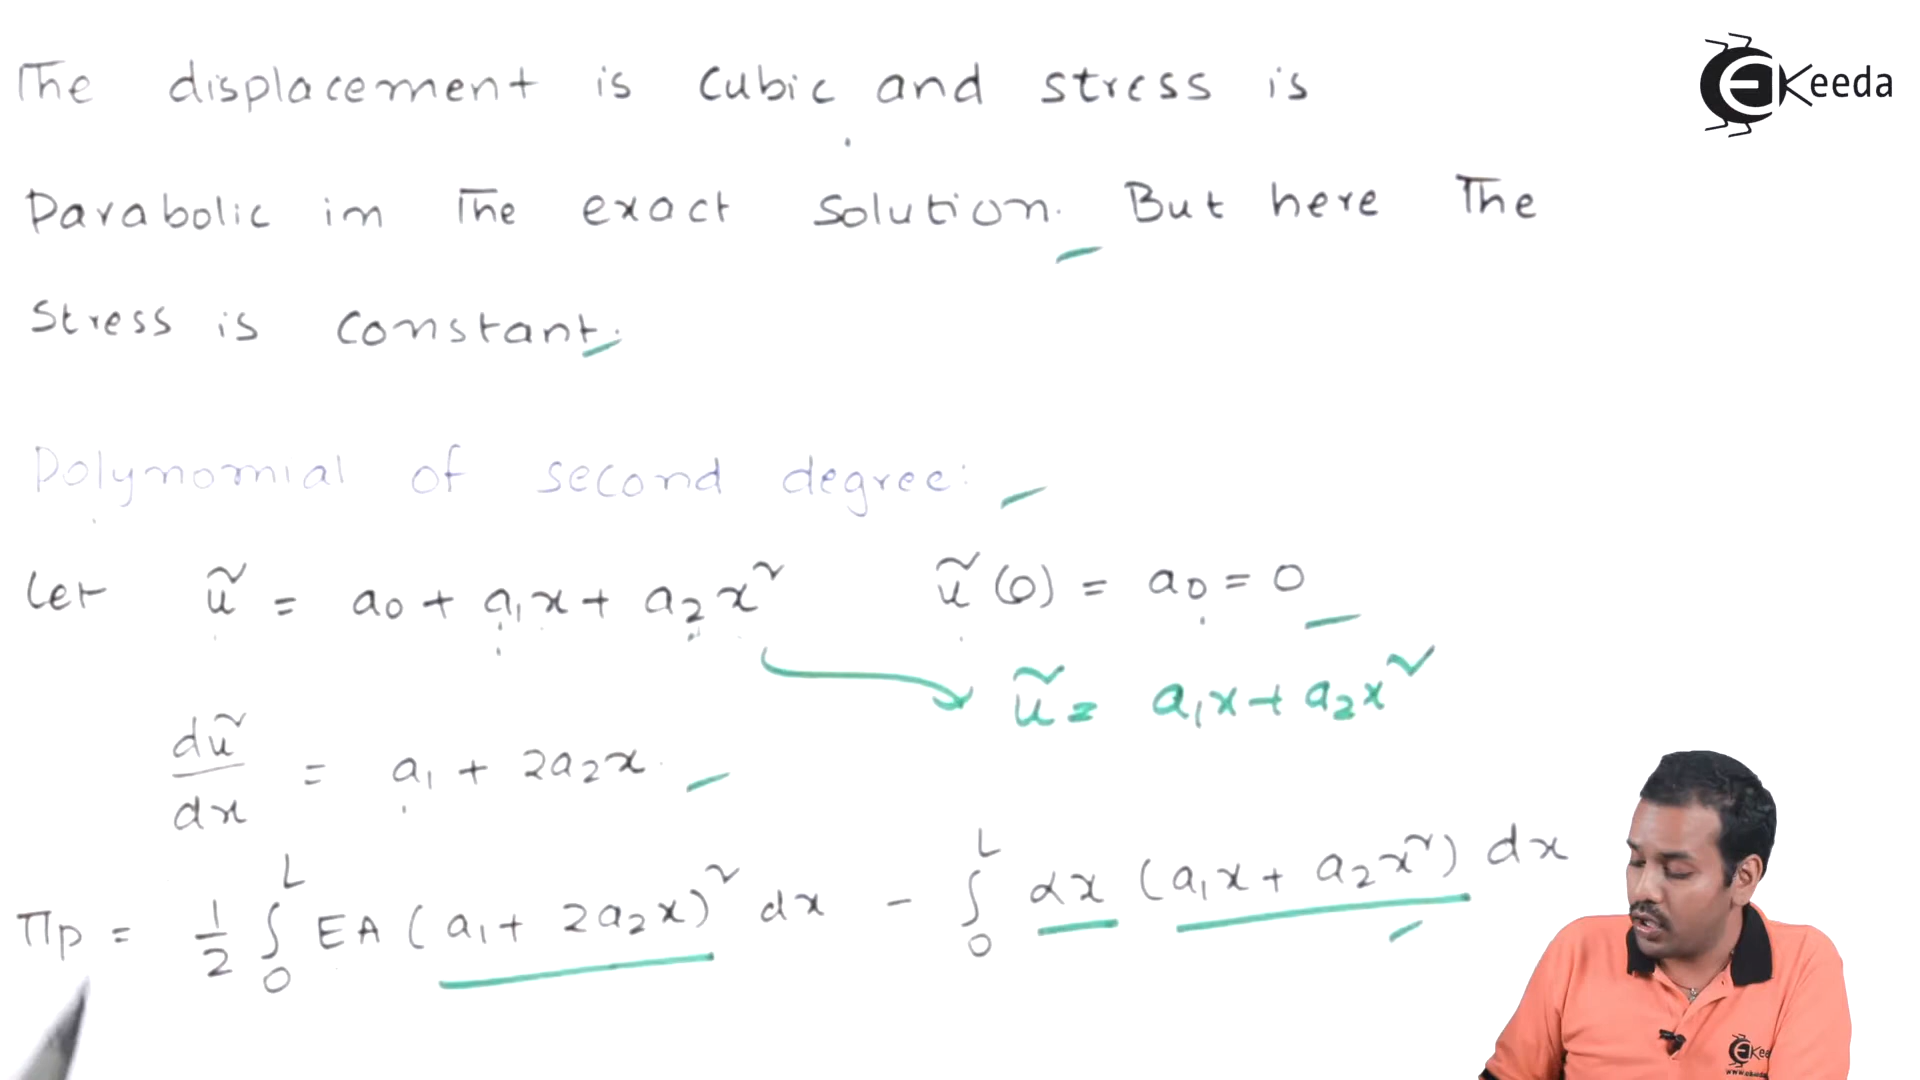 The displacement is cubic and stress is
EKeeda
Parabolic in The exact solution. But here The
Stress is constant.
Polynomial of second degree:
Let ũ = a0 + a₁x + a₂x² ũ(0) = a0 = 0
ũ = a₁x + a₂x²
dũ/dx = a₁ + 2a₂x
Πp = 1/2 ∫₀ᴸ EA (a₁ + 2a₂x)² dx - ∫₀ᴸ αx (a₁x + a₂x²) dx